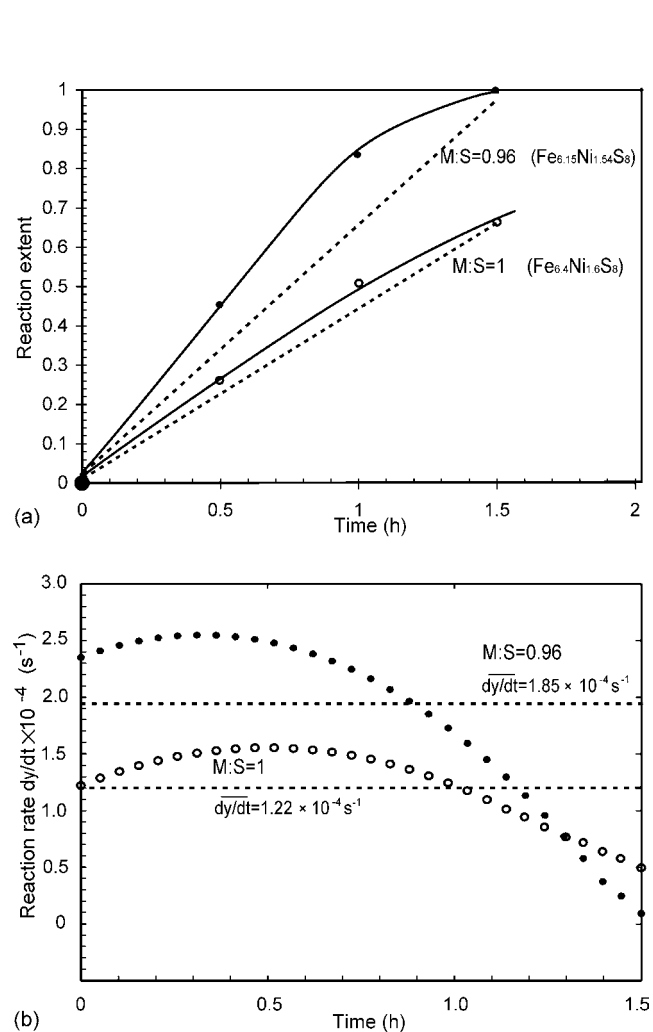 1
0.9
0.8
0.7
0.6
0.5
0.4
0.3
0.2
0.1
0
Reaction extent
M:S=0.96 (Fe₆.₁₅Ni₁.₅₄S₈)
M:S=1 (Fe₆.₄Ni₁.₆S₈)
0 0.5 1 1.5 2
Time (h)
(a)
3.0
2.5
2.0
1.5
1.2
1.0
0.5
0
Reaction rate dy/dt×10⁻⁴ (s⁻¹)
M:S=0.96
dy/dt=1.85 × 10⁻⁴ s⁻¹
M:S=1
dy/dt=1.22 × 10⁻⁴ s⁻¹
0 0.5 1.0 1.5
Time (h)
(b)